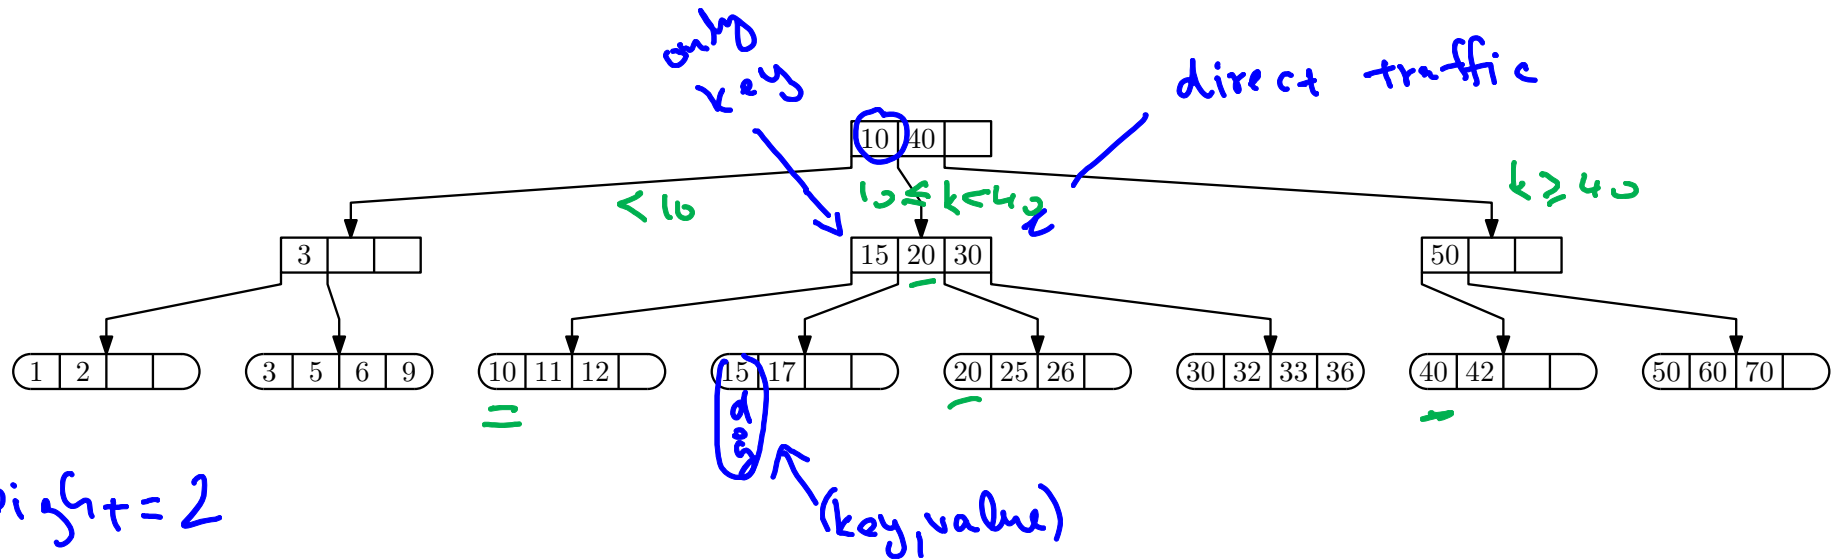 only
key
direct traffic
10 40
< 10
10 ≤ k < 40
k ≥ 40
3
15 20 30
50
1 2
3 5 6 9
10 11 12
15 17
20 25 26
30 32 33 36
40 42
50 60 70
dog
(key, value)
= 2